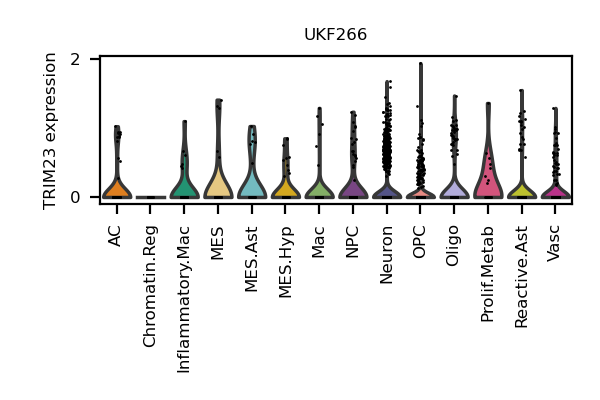 UKF266
TRIM23 expression
2
0
AC
Chromatin.Reg
Inflammatory.Mac
MES
MES.Ast
MES.Hyp
Mac
NPC
Neuron
OPC
Oligo
Prolif.Metab
Reactive.Ast
Vasc